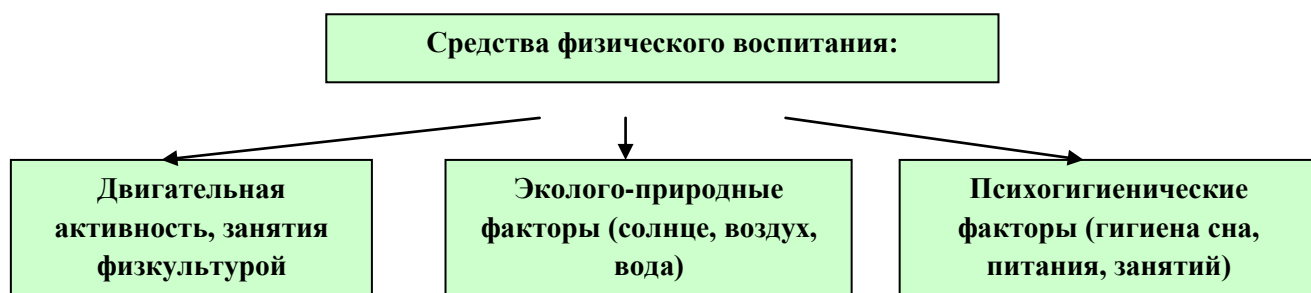 Средства физического воспитания:
Двигательная
активность, занятия
физкультурой
Эколого-природные
факторы (солнце, воздух,
вода)
Психогигиенические
факторы (гигиена сна,
питания, занятий)